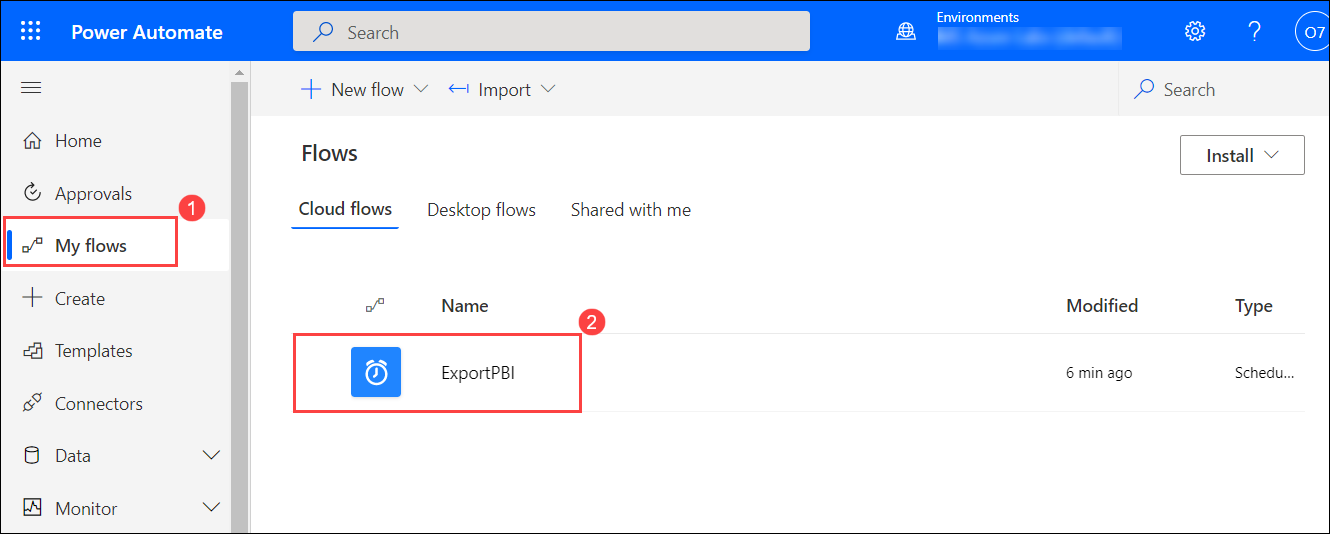 Power Automate
Search
Environments
O7
New flow
Import
Search
Home
Approvals
1
My flows
Create
Templates
Connectors
Data
Monitor
Flows
Install
Cloud flows
Desktop flows
Shared with me
Name
Modified
Type
2
ExportPBI
6 min ago
Schedu...